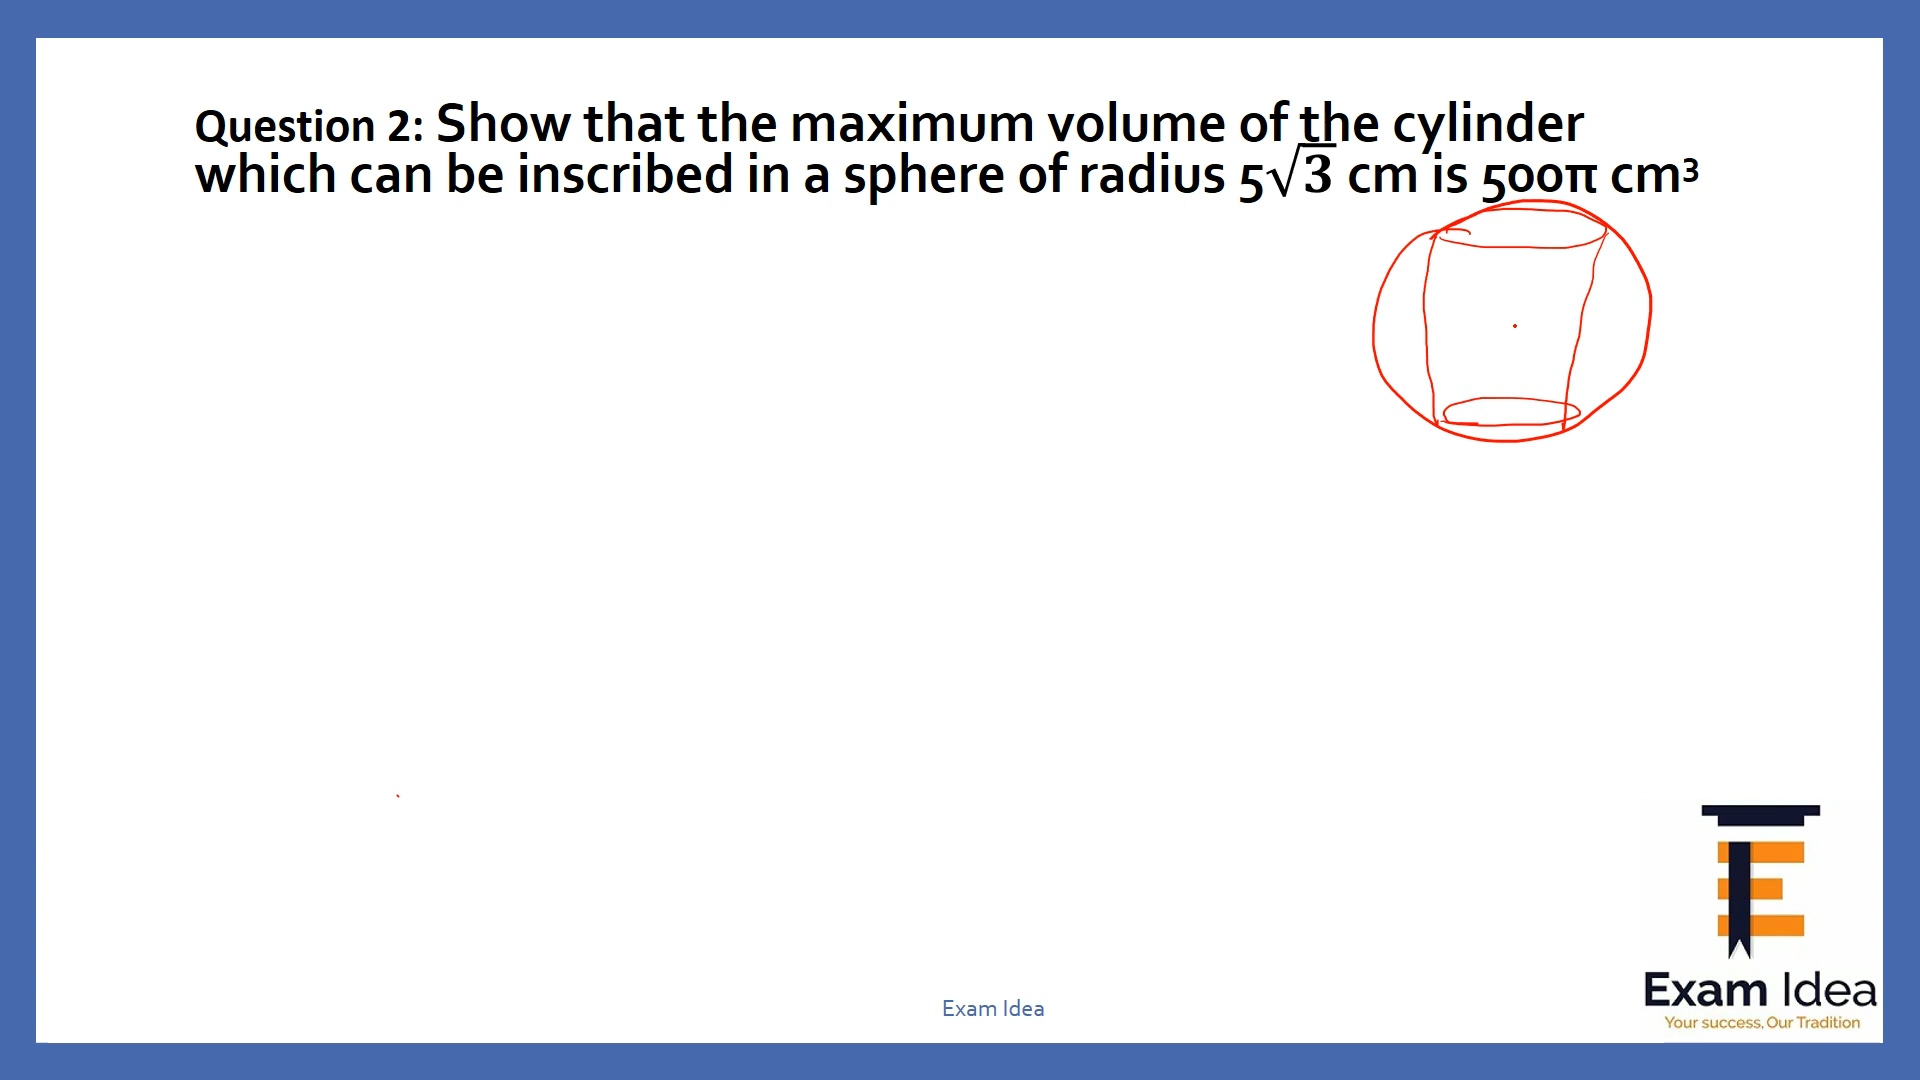 Question 2: Show that the maximum volume of the cylinder
which can be inscribed in a sphere of radius 5√3 cm is 500π cm³
Exam Idea
Exam Idea
Your success, Our Tradition